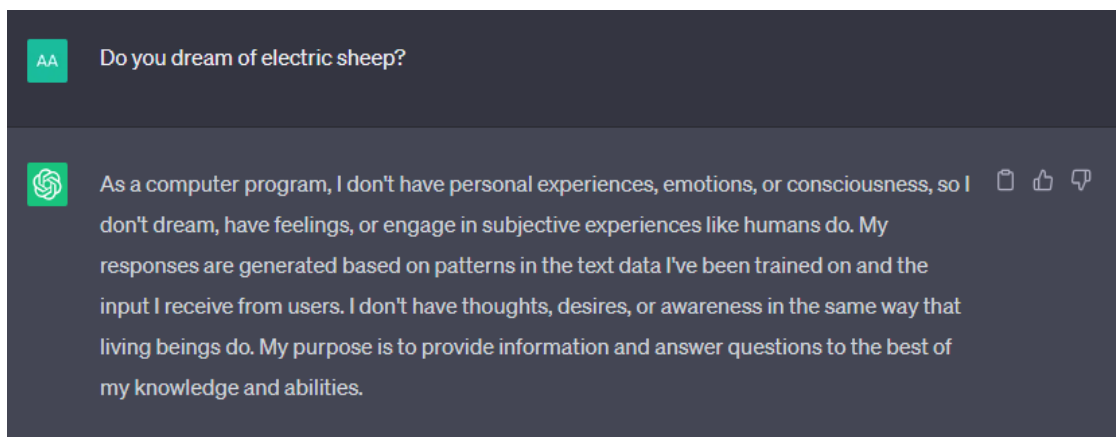 AA
Do you dream of electric sheep?
As a computer program, I don't have personal experiences, emotions, or consciousness, so I
don't dream, have feelings, or engage in subjective experiences like humans do. My
responses are generated based on patterns in the text data I've been trained on and the
input I receive from users. I don't have thoughts, desires, or awareness in the same way that
living beings do. My purpose is to provide information and answer questions to the best of
my knowledge and abilities.